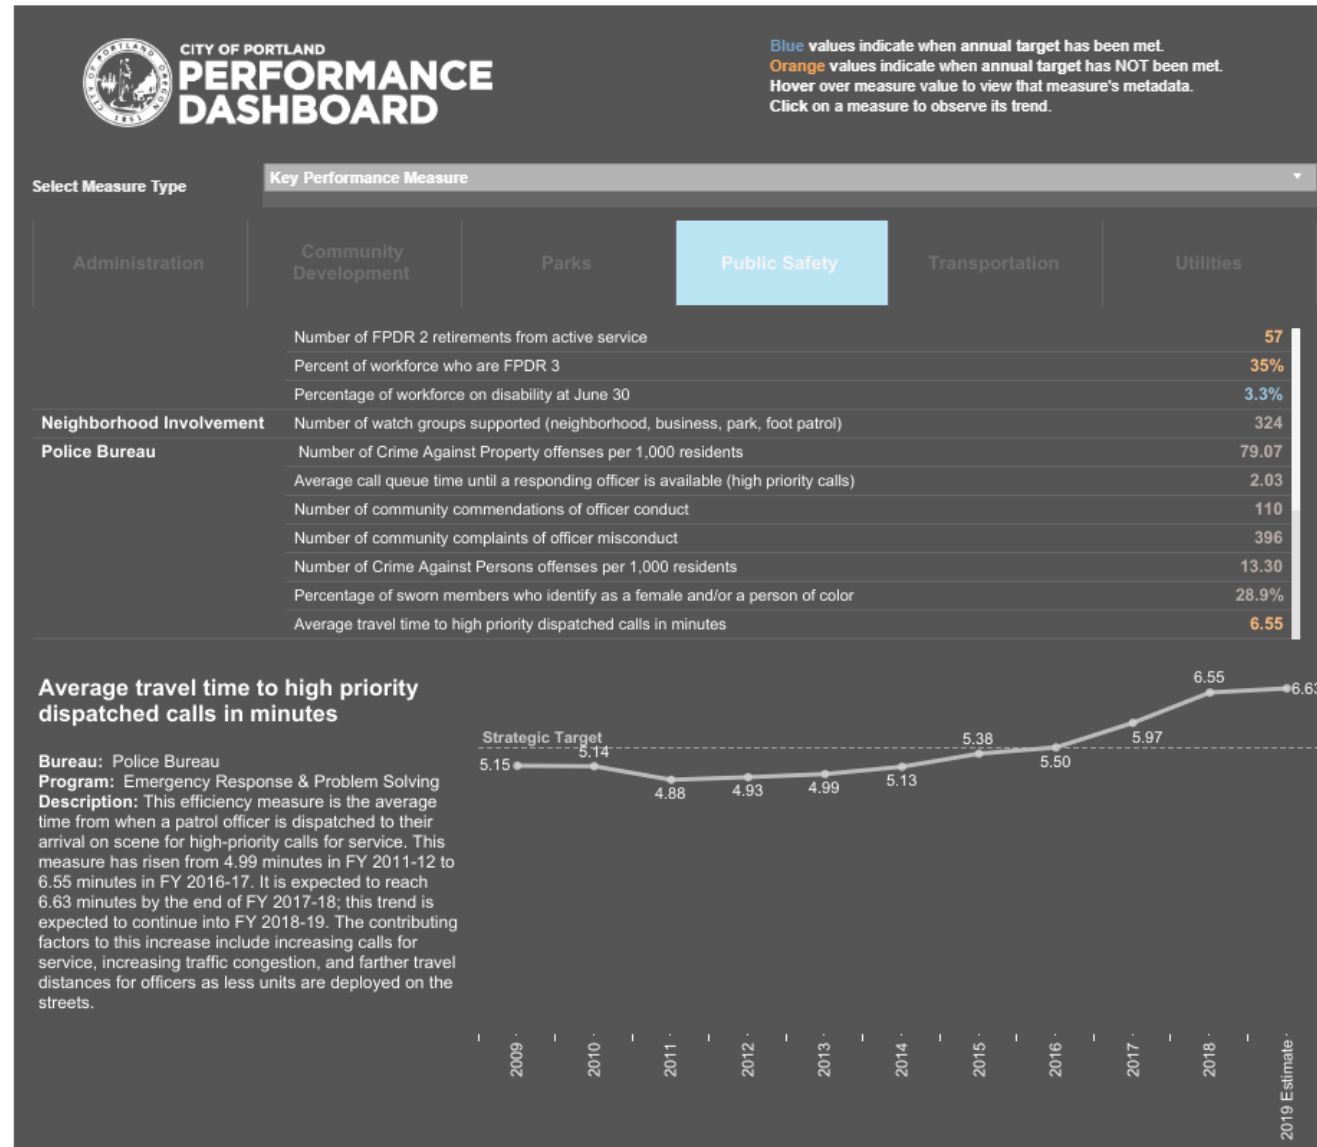 CITY OF PORTLAND
PERFORMANCE
DASHBOARD
CITY OF PORTLAND OREGON
1851
Blue values indicate when annual target has been met.
Orange values indicate when annual target has NOT been met.
Hover over measure value to view that measure's metadata.
Click on a measure to observe its trend.
Select Measure Type
Key Performance Measure
Administration
Community
Development
Parks
Public Safety
Transportation
Utilities
Number of FPDR 2 retirements from active service 57
Percent of workforce who are FPDR 3 35%
Percentage of workforce on disability at June 30 3.3%
Neighborhood Involvement Number of watch groups supported (neighborhood, business, park, foot patrol) 324
Police Bureau Number of Crime Against Property offenses per 1,000 residents 79.07
Average call queue time until a responding officer is available (high priority calls) 2.03
Number of community commendations of officer conduct 110
Number of community complaints of officer misconduct 396
Number of Crime Against Persons offenses per 1,000 residents 13.30
Percentage of sworn members who identify as a female and/or a person of color 28.9%
Average travel time to high priority dispatched calls in minutes 6.55
Average travel time to high priority
dispatched calls in minutes
Bureau: Police Bureau
Program: Emergency Response & Problem Solving
Description: This efficiency measure is the average
time from when a patrol officer is dispatched to their
arrival on scene for high-priority calls for service. This
measure has risen from 4.99 minutes in FY 2011-12 to
6.55 minutes in FY 2016-17. It is expected to reach
6.63 minutes by the end of FY 2017-18; this trend is
expected to continue into FY 2018-19. The contributing
factors to this increase include increasing calls for
service, increasing traffic congestion, and farther travel
distances for officers as less units are deployed on the
streets.
Strategic Target
5.15
5.14
4.88
4.93
4.99
5.13
5.38
5.50
5.97
6.55
6.63
2009
2010
2011
2012
2013
2014
2015
2016
2017
2018
2019 Estimate